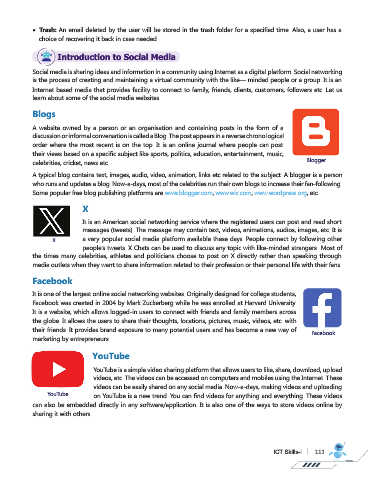 • Trash: An email deleted by the user will be stored in the trash folder for a specified time Also, a user has a
choice of recovering it back in case needed
Introduction to Social Media
Social media is sharing ideas and information in a community using Internet as a digital platform Social networking
is the process of creating and maintaining a virtual community with the like— minded people or a group It is an
Internet based media that provides facility to connect to family, friends, clients, customers, followers etc Let us
learn about some of the social media websites
Blogs
A website owned by a person or an organisation and containing posts in the form of a
discussion or informal conversation is called a Blog The post appears in a reverse chronological
order where the most recent is on the top It is an online journal where people can post
their views based on a specific subject like sports, politics, education, entertainment, music,
celebrities, cricket, news etc
Blogger
A typical blog contains text, images, audio, video, animation, links etc related to the subject A blogger is a person
who runs and updates a blog Now-a-days, most of the celebrities run their own blogs to increase their fan-following
Some popular free blog publishing platforms are www.blogger.com, www.wix.com, www.wordpress.org, etc
X
X
It is an American social networking service where the registered users can post and read short
messages (tweets) The message may contain text, videos, animations, audios, images, etc It is
a very popular social media platform available these days People connect by following other
people's tweets X Chats can be used to discuss any topic with like-minded strangers Most of
the times many celebrities, athletes and politicians choose to post on X directly rather than speaking through
media outlets when they want to share information related to their profession or their personal life with their fans
Facebook
It is one of the largest online social networking websites Originally designed for college students,
Facebook was created in 2004 by Mark Zuckerberg while he was enrolled at Harvard University
It is a website, which allows logged-in users to connect with friends and family members across
the globe It allows the users to share their thoughts, locations, pictures, music, videos, etc with
their friends It provides brand exposure to many potential users and has become a new way of
marketing by entrepreneurs
Facebook
YouTube
YouTube is a simple video sharing platform that allows users to like, share, download, upload
videos, etc The videos can be accessed on computers and mobiles using the Internet These
videos can be easily shared on any social media Now-a-days, making videos and uploading
on YouTube is a new trend You can find videos for anything and everything These videos
YouTube
can also be embedded directly in any software/application It is also one of the ways to store videos online by
sharing it with others
ICT Skills-I | 113